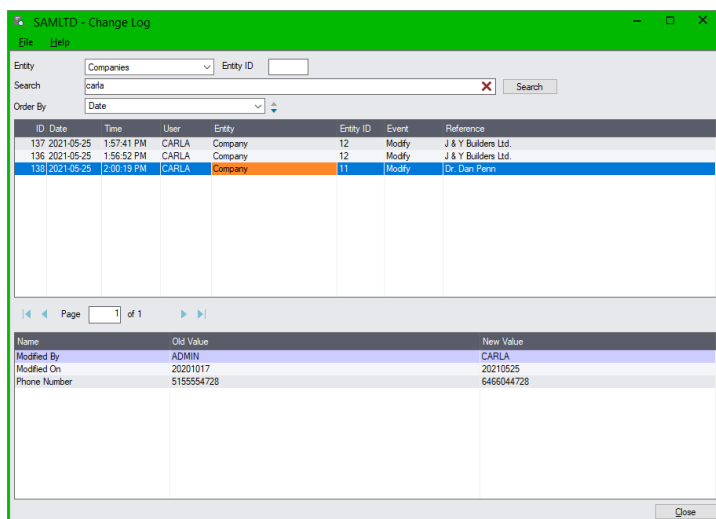 SAMLTD - Change Log
File Help
Entity Companies Entity ID
Search carla Search
Order By Date
ID Date Time User Entity Entity ID Event Reference
137 2021-05-25 1:57:41 PM CARLA Company 12 Modify J & Y Builders Ltd.
136 2021-05-25 1:56:52 PM CARLA Company 12 Modify J & Y Builders Ltd.
138 2021-05-25 2:00:19 PM CARLA Company 11 Modify Dr. Dan Penn
Page 1 of 1
Name Old Value New Value
Modified By ADMIN CARLA
Modified On 20201017 20210525
Phone Number 5155554728 6466044728
Close